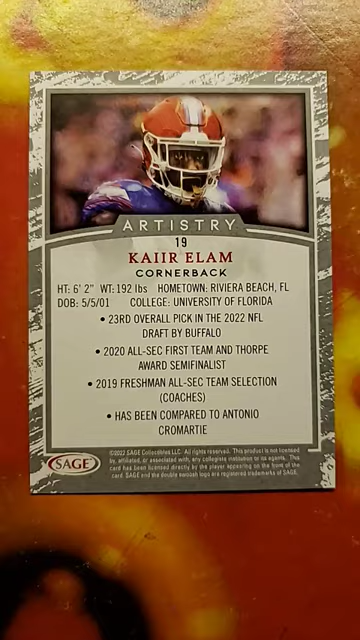 ARTISTRY
19
KAIIR ELAM
CORNERBACK
HT: 6' 2" WT: 192 lbs HOMETOWN: RIVIERA BEACH, FL
DOB: 5/5/01 COLLEGE: UNIVERSITY OF FLORIDA
• 23RD OVERALL PICK IN THE 2022 NFL
DRAFT BY BUFFALO
• 2020 ALL-SEC FIRST TEAM AND THORPE
AWARD SEMIFINALIST
• 2019 FRESHMAN ALL-SEC TEAM SELECTION
(COACHES)
• HAS BEEN COMPARED TO ANTONIO
CROMARTIE
SAGE
©2022 SAGE Collectibles LLC. All rights reserved. This product is not licensed
by, affiliated, or associated with, any collegiate institution or its agents. This
card has been licensed directly by the player appearing on the front of the
card. SAGE and the double swoosh logo are registered trademarks of SAGE.